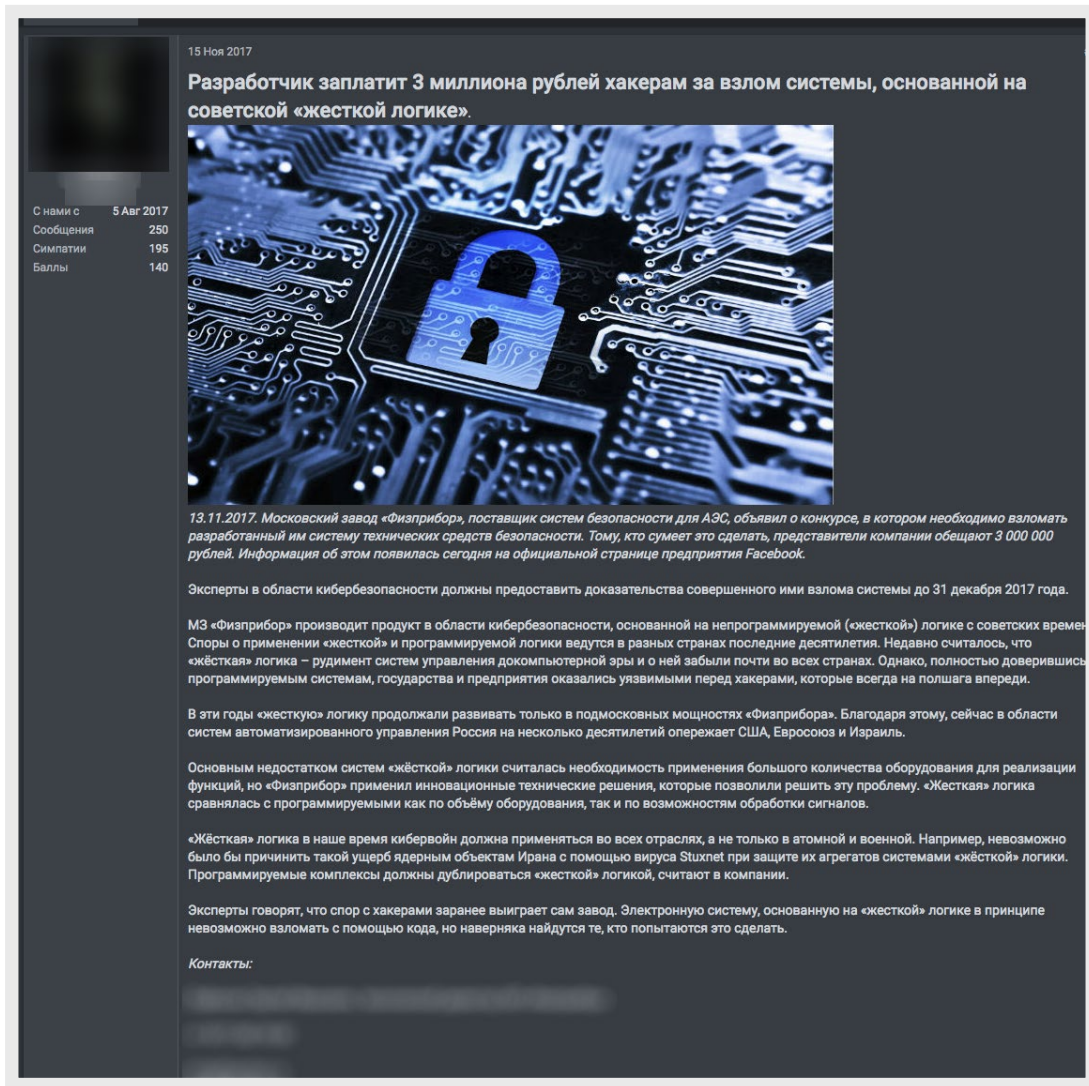 15 Ноя 2017
Разработчик заплатит 3 миллиона рублей хакерам за взлом системы, основанной на
советской «жесткой логике».
С нами с 5 Авг 2017
Сообщения 250
Симпатии 195
Баллы 140
13.11.2017. Московский завод «Физприбор», поставщик систем безопасности для АЭС, объявил о конкурсе, в котором необходимо взломать
разработанный им систему технических средств безопасности. Тому, кто сумеет это сделать, представители компании обещают 3 000 000
рублей. Информация об этом появилась сегодня на официальной странице предприятия Facebook.
Эксперты в области кибербезопасности должны предоставить доказательства совершенного ими взлома системы до 31 декабря 2017 года.
МЗ «Физприбор» производит продукт в области кибербезопасности, основанной на непрограммируемой («жесткой») логике с советских времен
Споры о применении «жесткой» и программируемой логики ведутся в разных странах последние десятилетия. Недавно считалось, что
«жёсткая» логика – рудимент систем управления докомпьютерной эры и о ней забыли почти во всех странах. Однако, полностью доверившись
программируемым системам, государства и предприятия оказались уязвимыми перед хакерами, которые всегда на полшага впереди.
В эти годы «жесткую» логику продолжали развивать только в подмосковных мощностях «Физприбора». Благодаря этому, сейчас в области
систем автоматизированного управления Россия на несколько десятилетий опережает США, Евросоюз и Израиль.
Основным недостатком систем «жёсткой» логики считалась необходимость применения большого количества оборудования для реализации
функций, но «Физприбор» применил инновационные технические решения, которые позволили решить эту проблему. «Жесткая» логика
сравнялась с программируемыми как по объёму оборудования, так и по возможностям обработки сигналов.
«Жёсткая» логика в наше время кибервойн должна применяться во всех отраслях, а не только в атомной и военной. Например, невозможно
было бы причинить такой ущерб ядерным объектам Ирана с помощью вируса Stuxnet при защите их агрегатов системами «жёсткой» логики.
Программируемые комплексы должны дублироваться «жесткой» логикой, считают в компании.
Эксперты говорят, что спор с хакерами заранее выиграет сам завод. Электронную систему, основанную на «жесткой» логике в принципе
невозможно взломать с помощью кода, но наверняка найдутся те, кто попытаются это сделать.
Контакты: